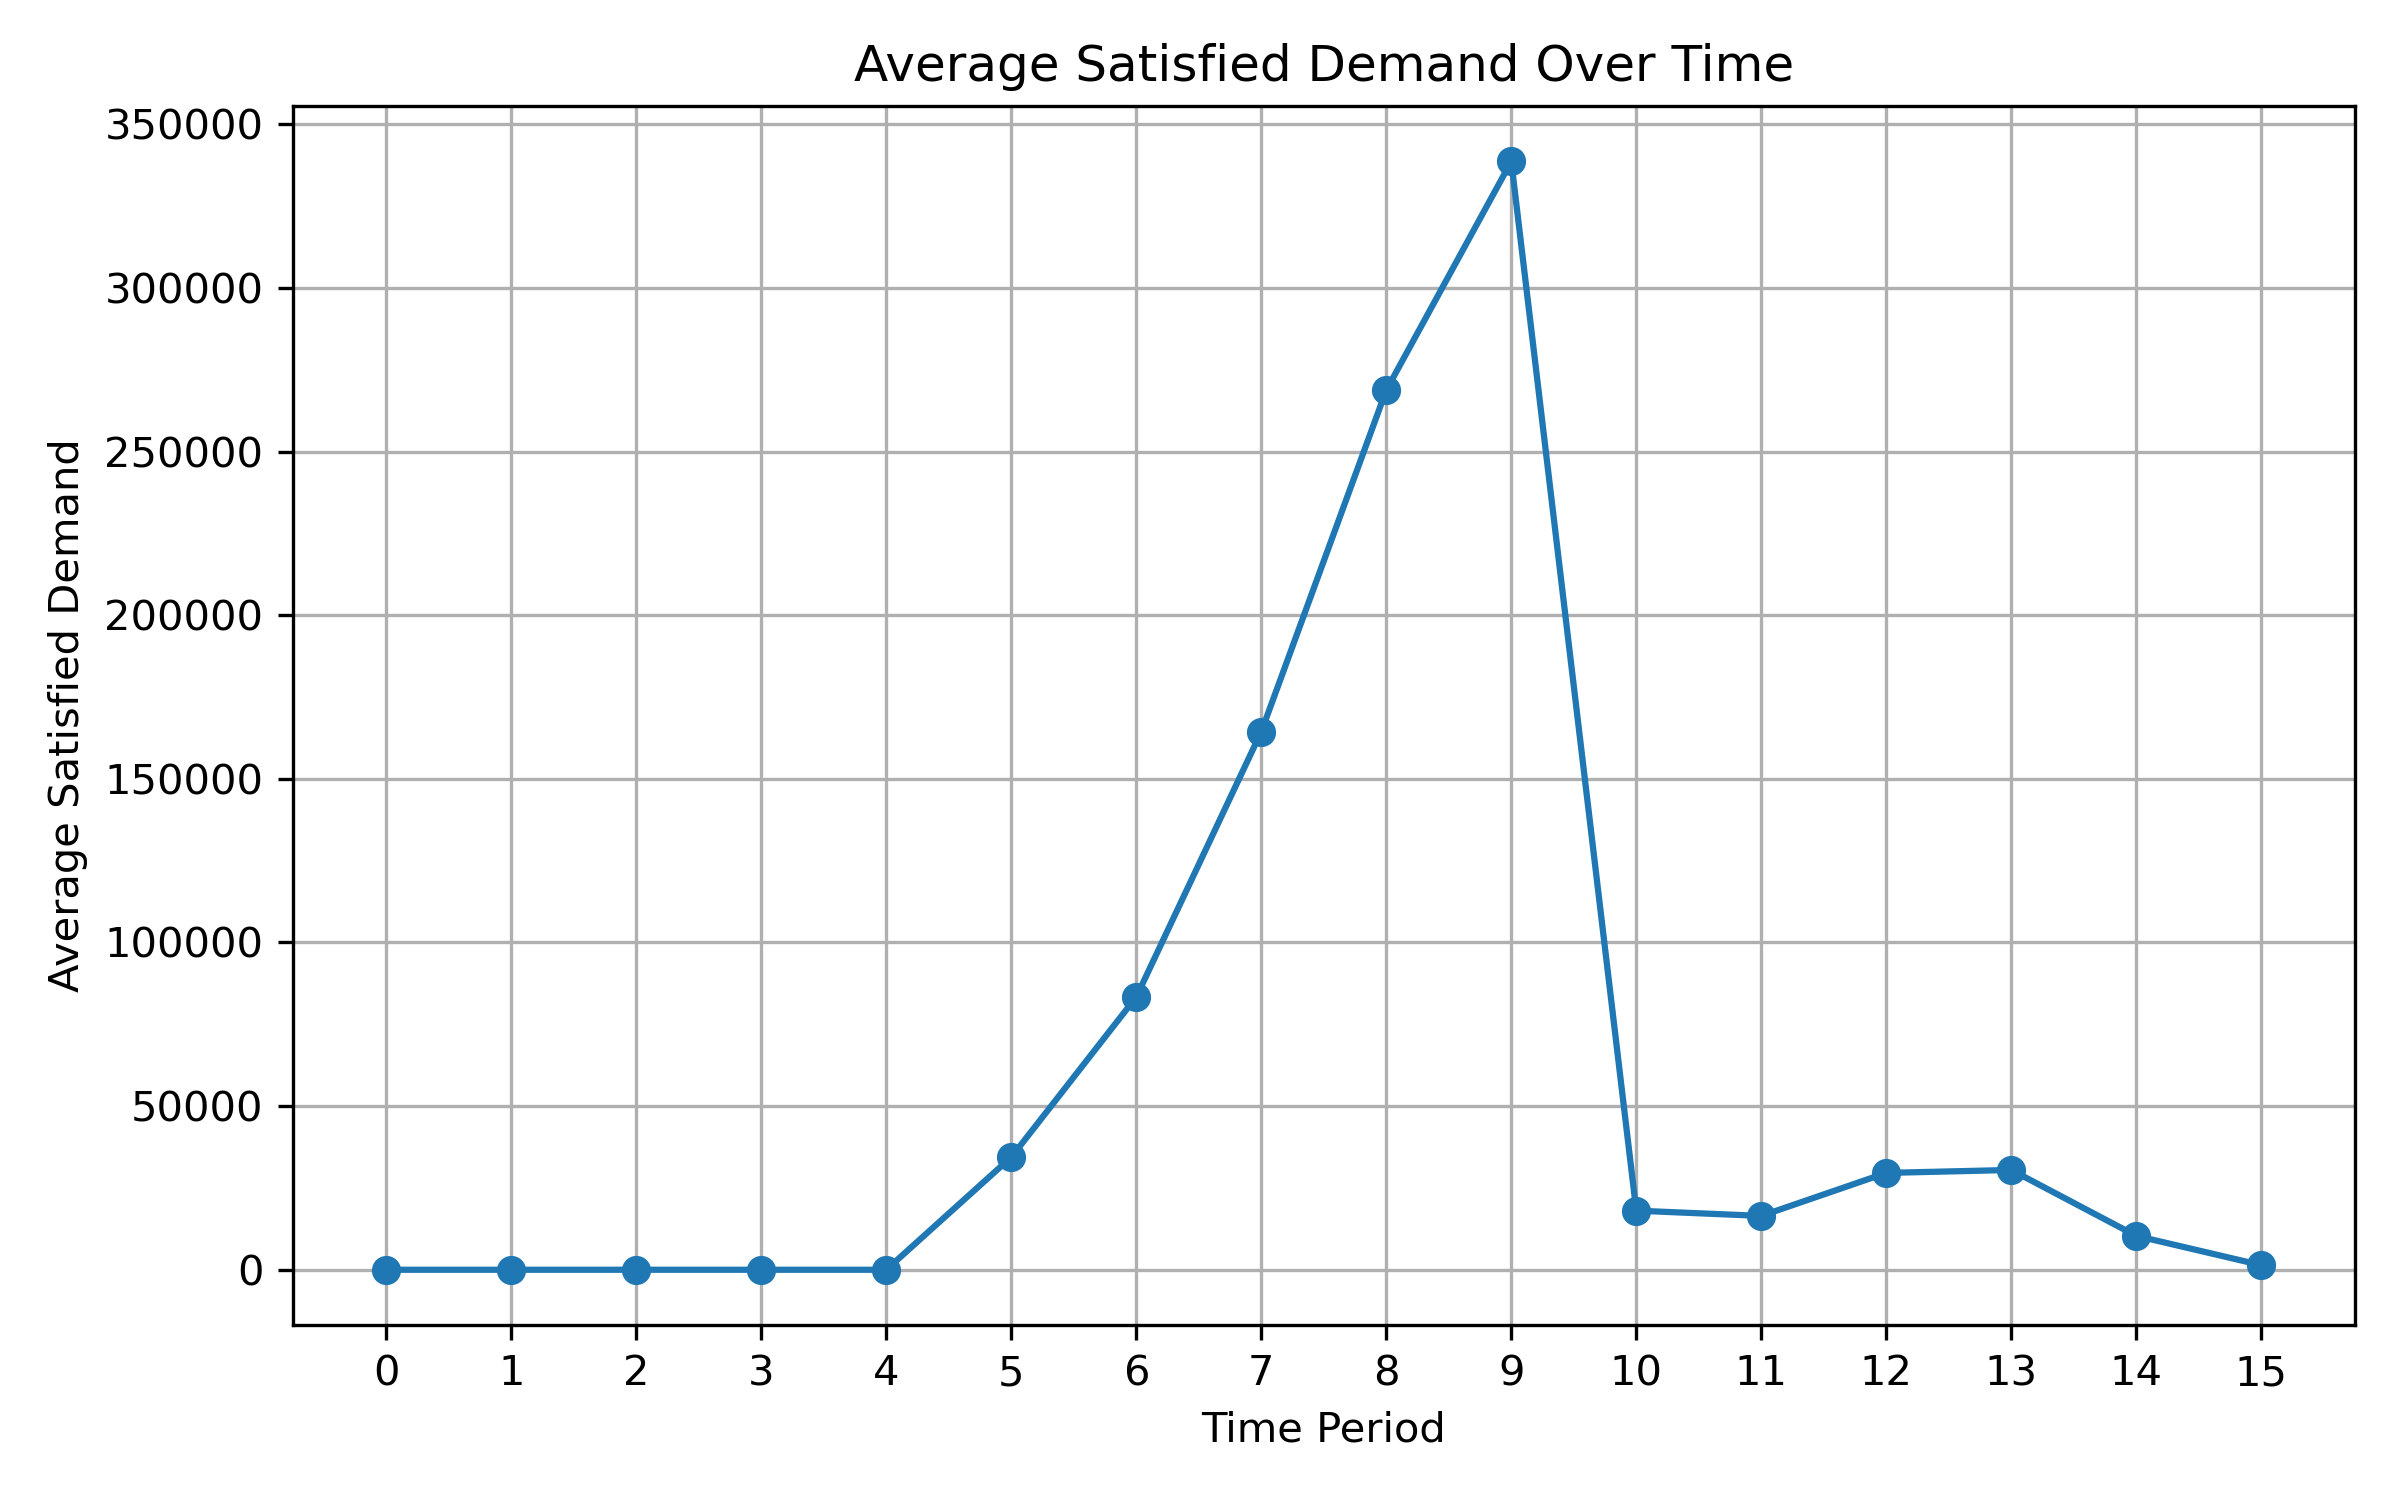 Average Satisfied Demand Over Time
Average Satisfied Demand
350000
300000
250000
200000
150000
100000
50000
0
0 1 2 3 4 5 6 7 8 9 10 11 12 13 14 15
Time Period